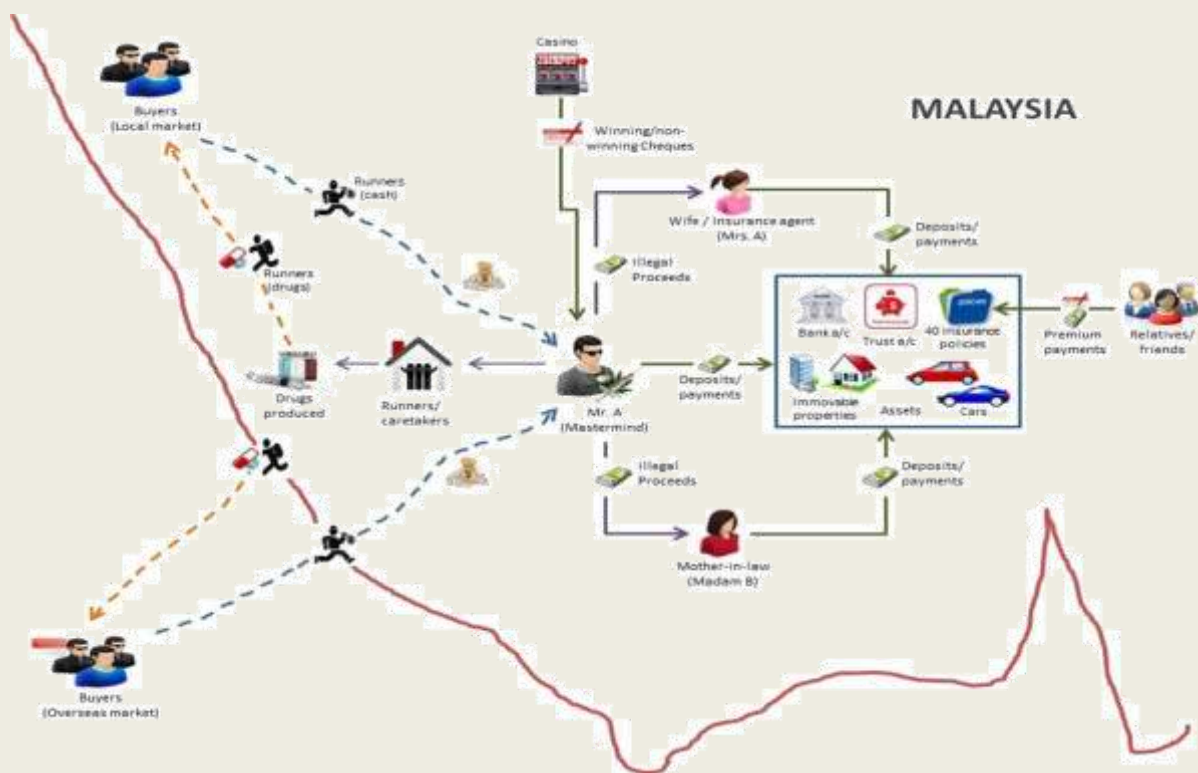 Casino
JACKPOT
MALAYSIA
Buyers
(Local market)
Winning/non-
winning Cheques
Runners
(cash)
Wife / Insurance agent
(Mrs. A)
Deposits/
payments
Runners
(drugs)
Illegal
Proceeds
Bank a/c
Trust a/c
40 insurance
policies
Premium
payments
Relatives/
friends
Drugs
produced
Runners/
caretakers
Mr. A
(Mastermind)
Deposits/
payments
Immovable
properties
Assets
Cars
Illegal
Proceeds
Deposits/
payments
Mother-in-law
(Madam B)
Buyers
(Overseas market)